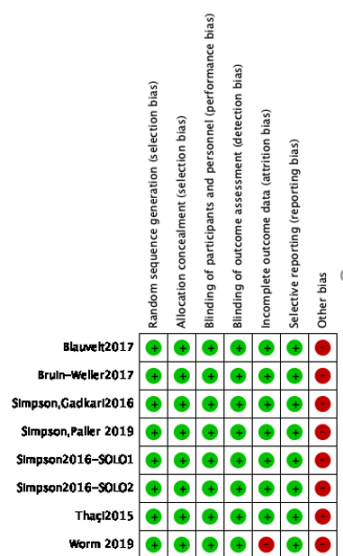 Random sequence generation (selection bias)
Allocation concealment (selection bias)
Blinding of participants and personnel (performance bias)
Blinding of outcome assessment (detection bias)
Incomplete outcome data (attrition bias)
Selective reporting (reporting bias)
Other bias
Blauvelt2017
Bruin-Weller2017
Simpson,Gadkari2016
Simpson,Paller 2019
Simpson2016-SOLO1
Simpson2016-SOLO2
Thaçi2015
Worm 2019